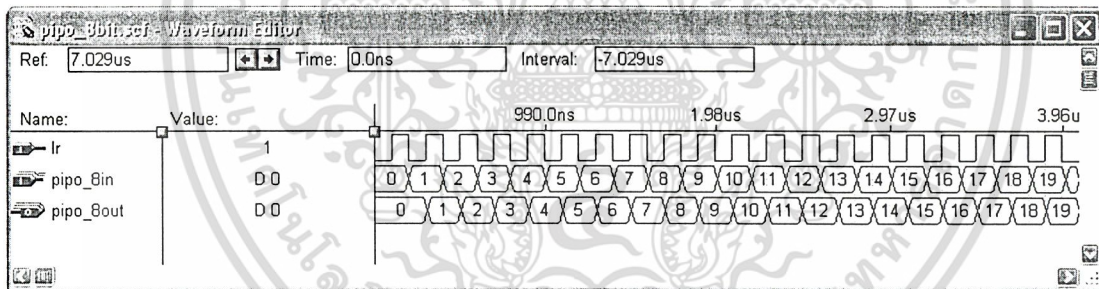 pipo_8bit.scf - Waveform Editor
Ref: 7.029us Time: 0.0ns Interval: -7.029us
Name: Value: 990.0ns 1.98us 2.97us 3.96u
lr 1
pipo_8in D 0 0 1 2 3 4 5 6 7 8 9 10 11 12 13 14 15 16 17 18 19
pipo_8out D 0 0 1 2 3 4 5 6 7 8 9 10 11 12 13 14 15 16 17 18 19